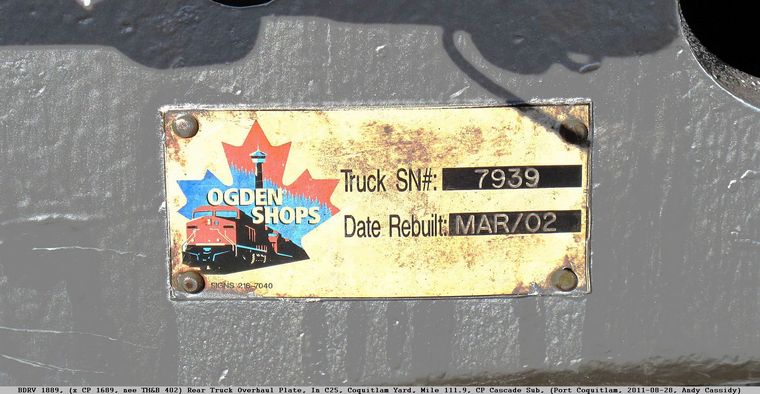 OGDEN
SHOPS
Truck SN#: 7939
Date Rebuilt: MAR/02
SIGNS 216-7040
BDRV 1889, (x CP 1689, nee TH&B 402) Rear Truck Overhaul Plate, In C25, Coquitlam Yard, Mile 111.9, CP Cascade Sub, (Port Coquitlam, 2011-08-28, Andy Cassidy)